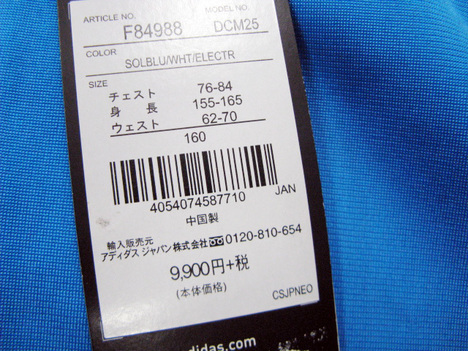 ARTICLE NO. MODEL NO.
F84988 DCM25
COLOR
SOLBLU/WHT/ELECTR
SIZE
チェスト 76-84
身長 155-165
ウェスト 62-70
160
4054074587710 JAN
中国製
輸入販売元
アディダス ジャパン株式会社 0120-810-654
9,900円+税
(本体価格)
CSJPNEO
didas.com